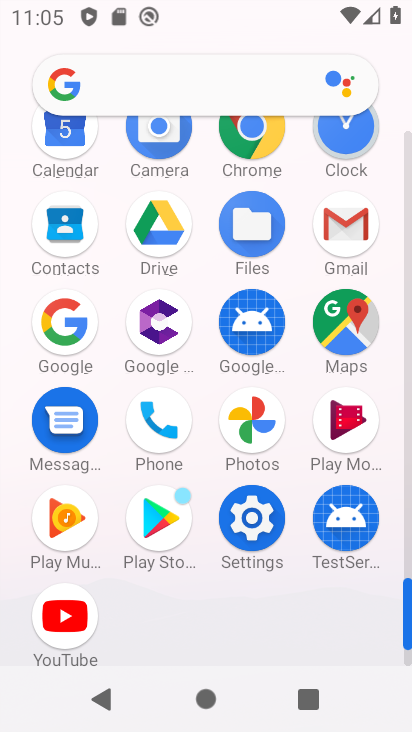 11:05
Calendar Camera Chrome Clock
Contacts Drive Files Gmail
Google Google ... Google... Maps
Messag... Phone Photos Play Mo...
Play Mu... Play Sto... Settings TestSer...
YouTube